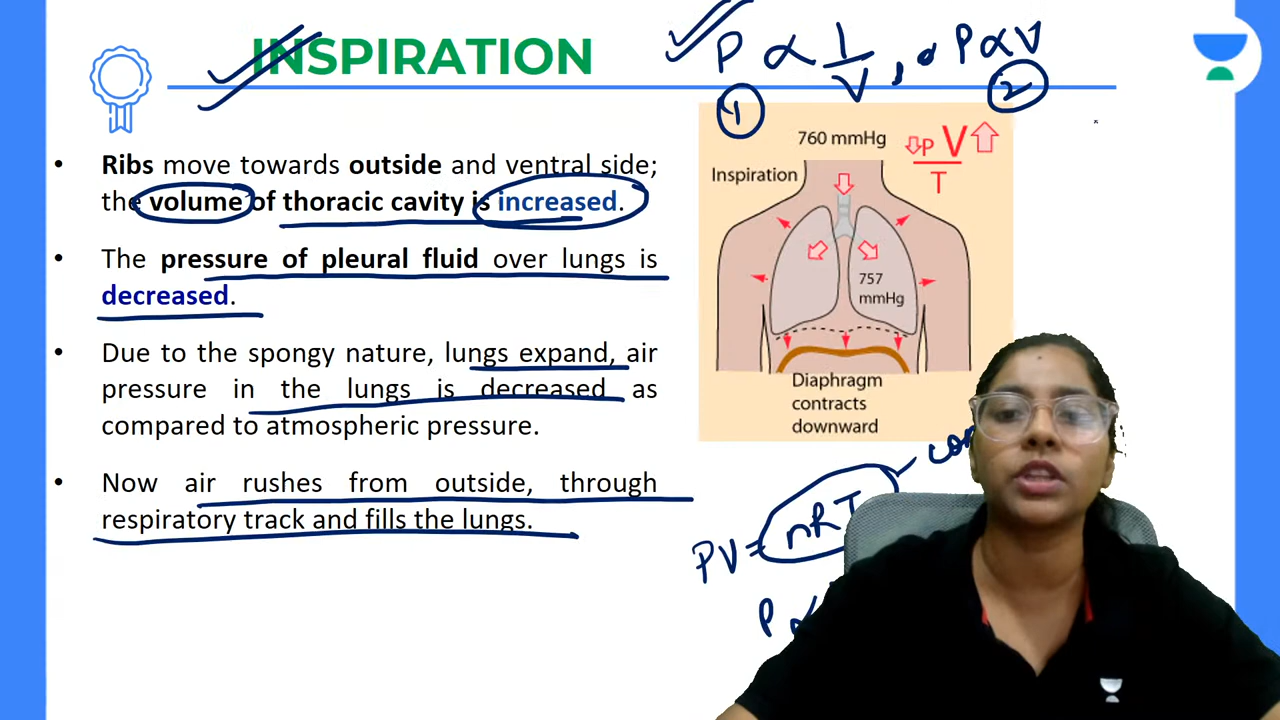 INSPIRATION
P ∝ 1/V, P ∝ V
1 2
• Ribs move towards outside and ventral side;
the volume of thoracic cavity is increased.
• The pressure of pleural fluid over lungs is
decreased.
• Due to the spongy nature, lungs expand, air
pressure in the lungs is decreased as
compared to atmospheric pressure.
• Now air rushes from outside, through
respiratory track and fills the lungs.
760 mmHg
P V
T
Inspiration
757
mmHg
Diaphragm
contracts
downward
PV = nRT
P ∝